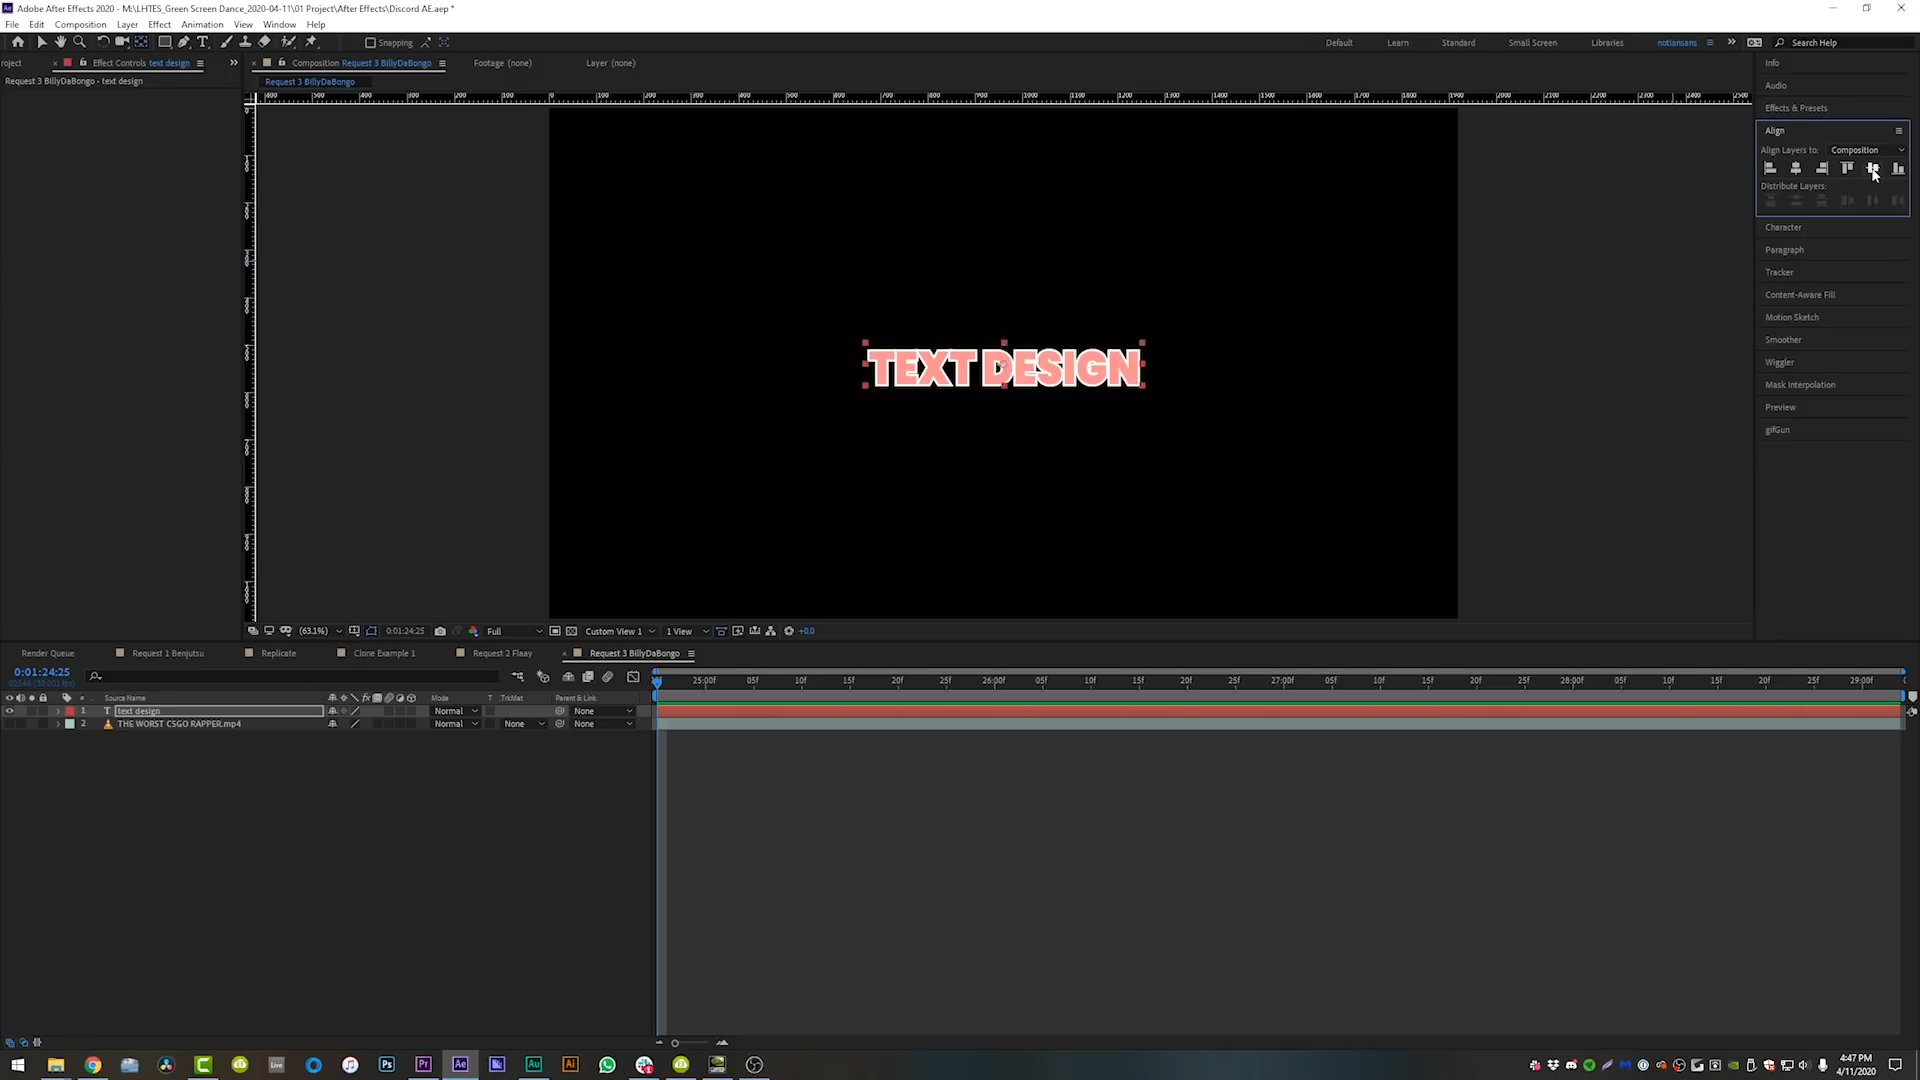 Adobe After Effects 2020 - M:\LHTES_Green Screen Dance_2020-04-11\01 Project\After Effects\Discord AE.aep *
File Edit Composition Layer Effect Animation View Window Help
Snapping
Default Learn Standard Small Screen Libraries notiansans Search Help
roject Effect Controls text design
Composition Request 3 BillyDaBongo
Footage (none)
Layer (none)
Request 3 BillyDaBongo - text design
Request 3 BillyDaBongo
Info
Audio
Effects & Presets
Align
Align Layers to: Composition
Distribute Layers:
Character
Paragraph
Tracker
Content-Aware Fill
Motion Sketch
Smoother
Wiggler
Mask Interpolation
Preview
gifGun
TEXT DESIGN
(63.1%) 0:01:24:25 Full Custom View 1 1 View +0.0
Render Queue Request 1 Benjutsu Replicate Clone Example 1 Request 2 Flaay Request 3 BillyDaBongo
0:01:24:25
25:00f 05f 10f 15f 20f 25f 26:00f 05f 10f 15f 20f 25f 27:00f 05f 10f 15f 20f 25f 28:00f 05f 10f 15f 20f 25f 29:00f
# Source Name Mode T TrkMat Parent & Link
1 T text design Normal None
2 THE WORST CSGO RAPPER.mp4 Normal None None
Live Ps Pr Ae Au Ai
4:47 PM
4/11/2020